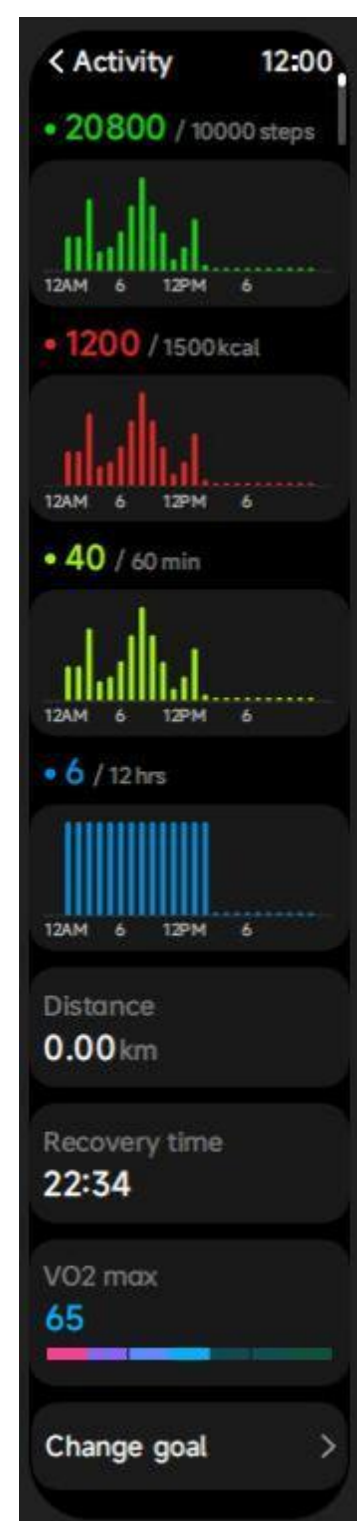 < Activity 12:00
• 20800 / 10000 steps
12AM 6 12PM 6
• 1200 / 1500kcal
12AM 6 12PM 6
• 40 / 60 min
12AM 6 12PM 6
• 6 / 12 hrs
12AM 6 12PM 6
Distance
0.00 km
Recovery time
22:34
VO2 max
65
Change goal >